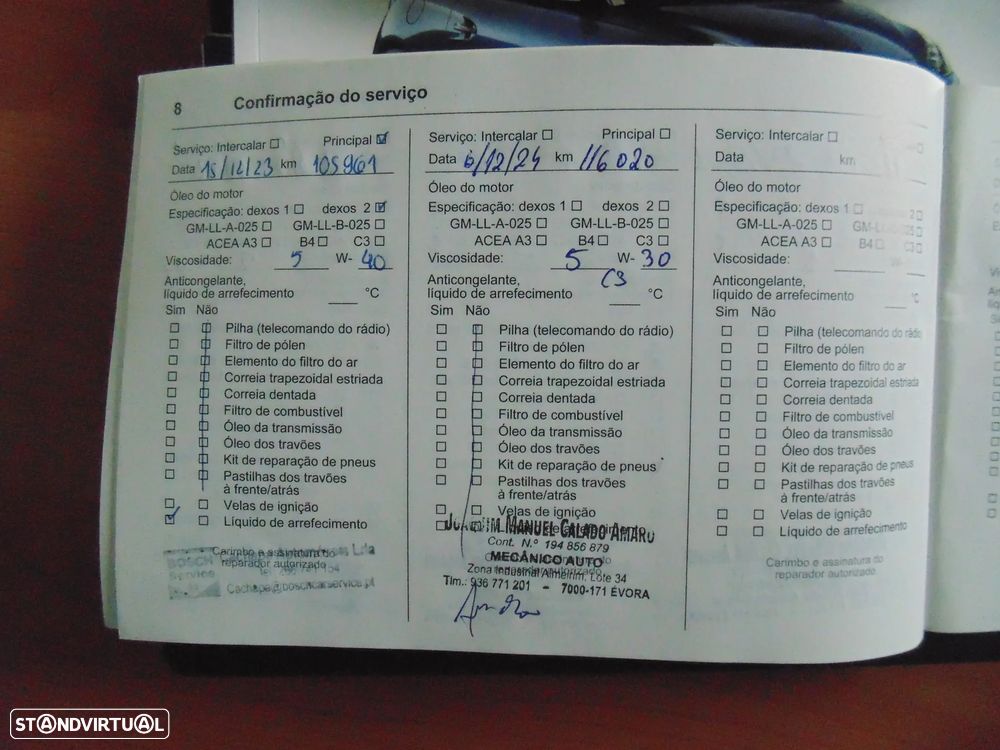 8 Confirmação do serviço
Serviço: Intercalar ☐ Principal ☑
Data 15/12/23 km 105961
Óleo do motor
Especificação: dexos 1 ☐ dexos 2 ☑
GM-LL-A-025 ☐ GM-LL-B-025 ☐
ACEA A3 ☐ B4 ☐ C3 ☐
Viscosidade: 5 W- 40
Anticongelante,
líquido de arrefecimento ___ °C
Sim Não
Pilha (telecomando do rádio)
Filtro de pólen
Elemento do filtro do ar
Correia trapezoidal estriada
Correia dentada
Filtro de combustível
Óleo da transmissão
Óleo dos travões
Kit de reparação de pneus
Pastilhas dos travões
à frente/atrás
Velas de ignição
Líquido de arrefecimento
Carimbo e assinatura do
reparador autorizado
BOSCH
Service
Lda
Serviço: Intercalar ☐ Principal ☐
Data 6/12/24 km 116020
Óleo do motor
Especificação: dexos 1 ☐ dexos 2 ☐
GM-LL-A-025 ☐ GM-LL-B-025 ☐
ACEA A3 ☐ B4 ☐ C3 ☐
Viscosidade: 5 W- 30
C3
Anticongelante,
líquido de arrefecimento ___ °C
Sim Não
Pilha (telecomando do rádio)
Filtro de pólen
Elemento do filtro do ar
Correia trapezoidal estriada
Correia dentada
Filtro de combustível
Óleo da transmissão
Óleo dos travões
Kit de reparação de pneus
Pastilhas dos travões
à frente/atrás
Velas de ignição
JOAQUIM MANUEL CALADO AMARO
Cont. N.º 194 856 879
MECÂNICO AUTO
Zona Industrial Almeirim, Lote 34
Tlm.: 936 771 201 - 7000-171 ÉVORA
Serviço: Intercalar ☐
Data km
Óleo do motor
Especificação: dexos 1 ☐ 2 ☐
GM-LL-A-025 ☐
ACEA A3 ☐ B4 ☐ C3 ☐
Viscosidade: W-
Anticongelante,
líquido de arrefecimento °C
Sim Não
Pilha (telecomando do rádio)
Filtro de pólen
Elemento do filtro do ar
Correia trapezoidal estriada
Correia dentada
Filtro de combustível
Óleo da transmissão
Óleo dos travões
Kit de reparação de pneus
Pastilhas dos travões
à frente/atrás
Velas de ignição
Líquido de arrefecimento
Carimbo e assinatura do
reparador autorizado
STANDVIRTUAL